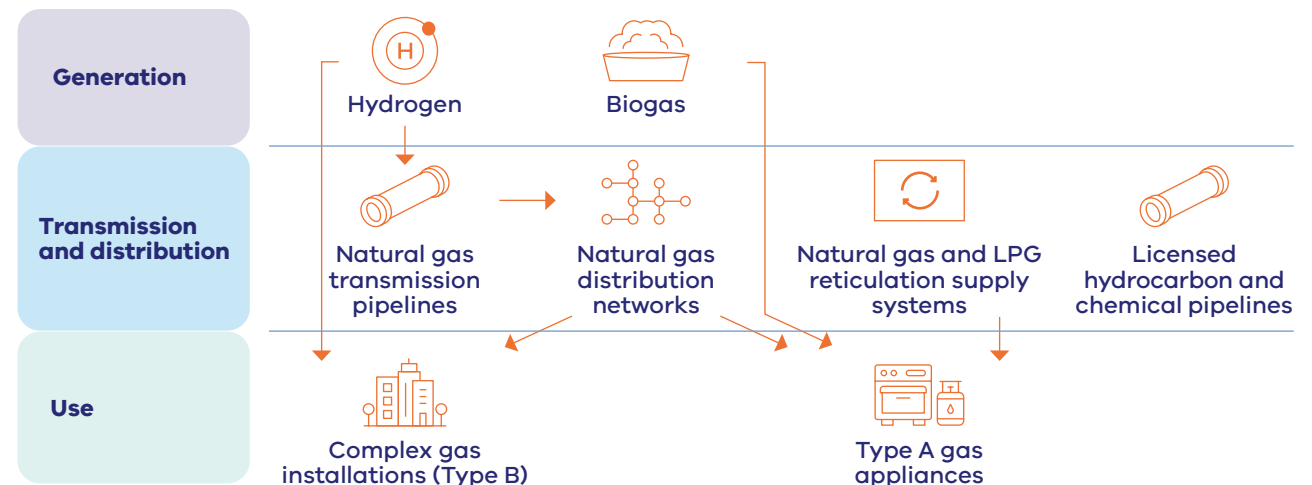 Generation
H
Hydrogen
Biogas
Transmission
and distribution
Natural gas
transmission
pipelines
Natural gas
distribution
networks
Natural gas and LPG
reticulation supply
systems
Licensed
hydrocarbon and
chemical pipelines
Use
Complex gas
installations (Type B)
Type A gas
appliances